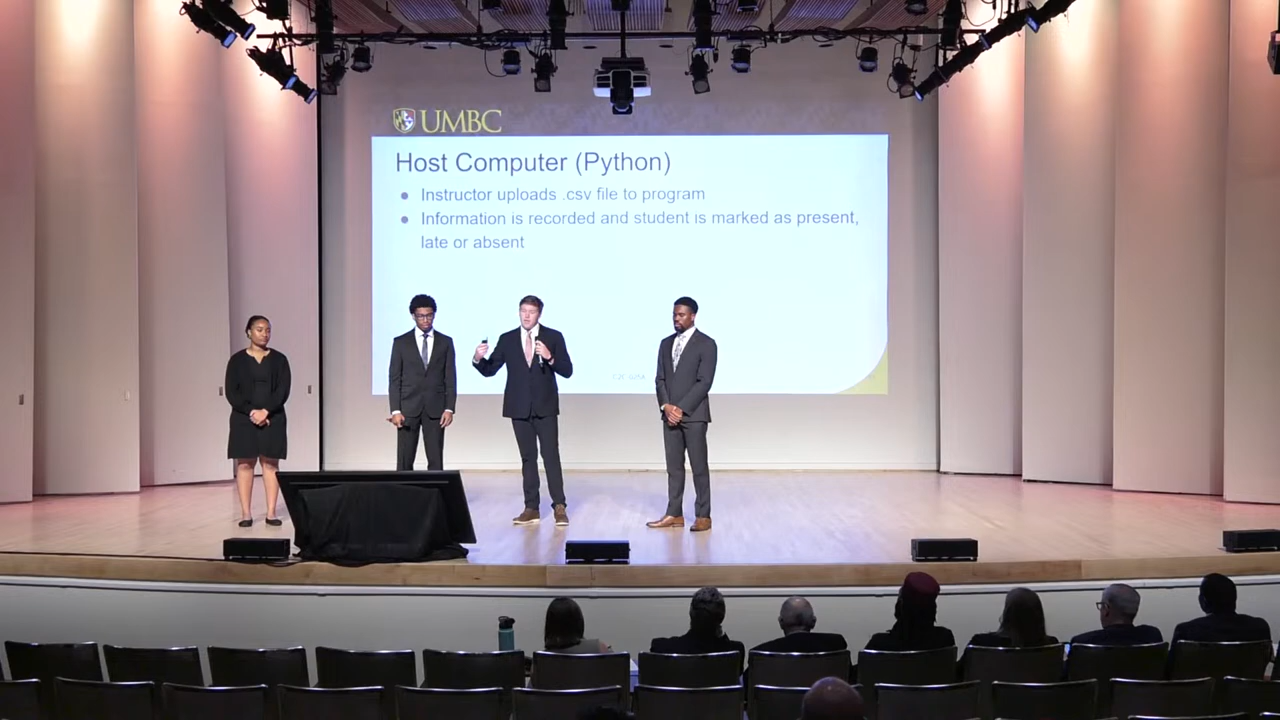 UMBC
Host Computer (Python)
● Instructor uploads .csv file to program
● Information is recorded and student is marked as present,
late or absent